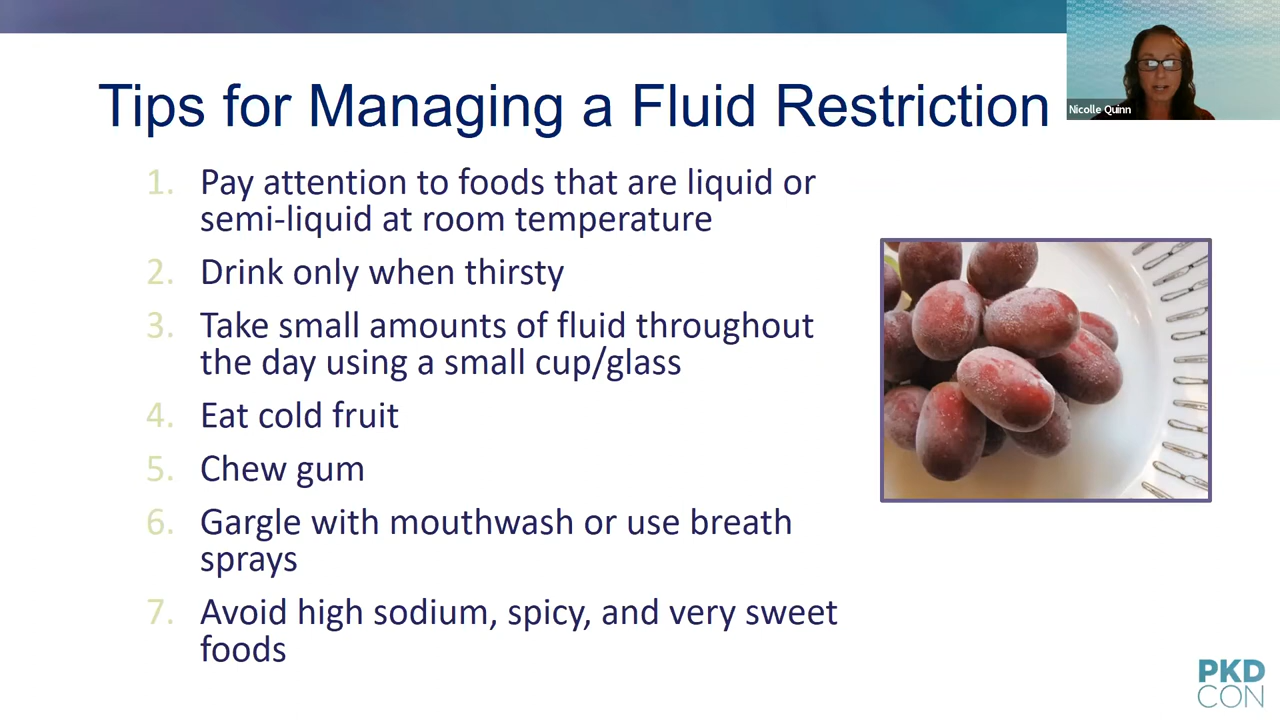 Tips for Managing a Fluid Restriction
Nicolle Quinn
1. Pay attention to foods that are liquid or
semi-liquid at room temperature
2. Drink only when thirsty
3. Take small amounts of fluid throughout
the day using a small cup/glass
4. Eat cold fruit
5. Chew gum
6. Gargle with mouthwash or use breath
sprays
7. Avoid high sodium, spicy, and very sweet
foods
PKD
CON